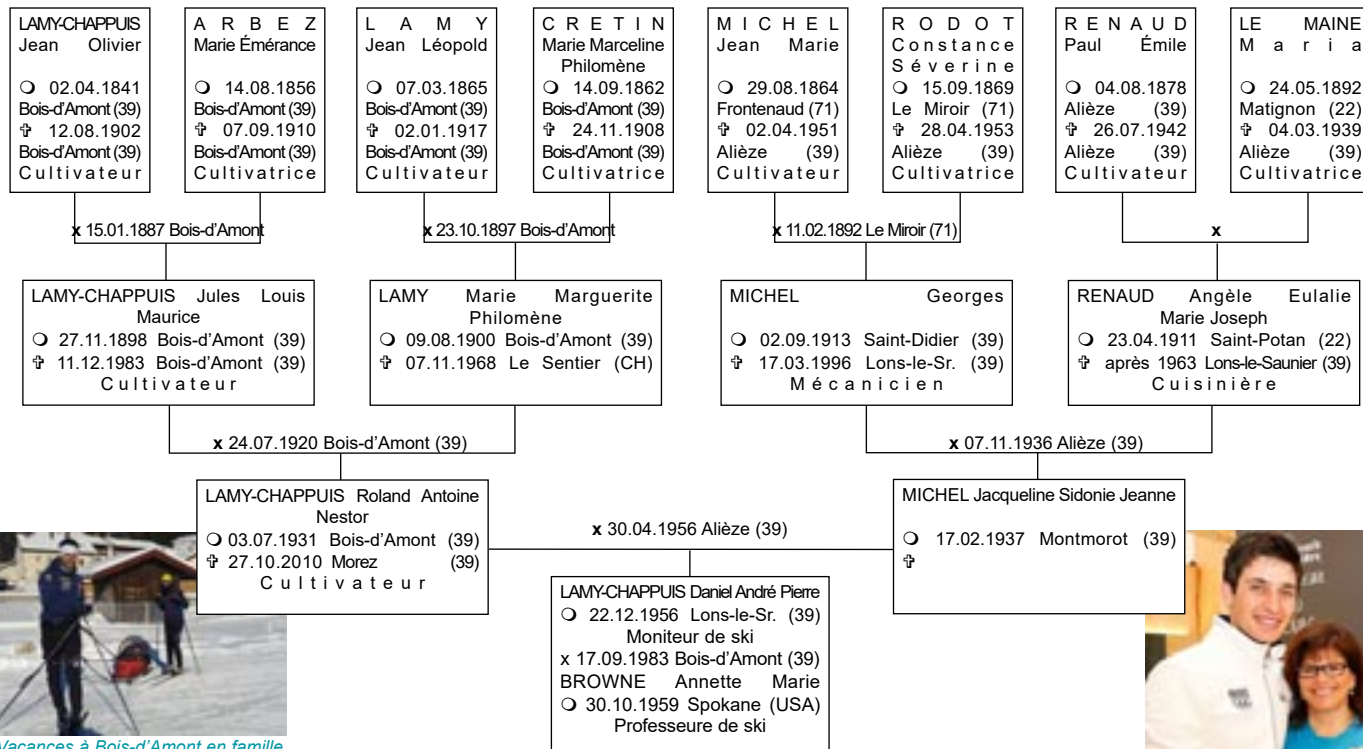 LAMY-CHAPPUIS
Jean Olivier
❍ 02.04.1841
Bois-d'Amont (39)
✞ 12.08.1902
Bois-d'Amont (39)
Cultivateur
ARBEZ
Marie Émérance
❍ 14.08.1856
Bois-d'Amont (39)
✞ 07.09.1910
Bois-d'Amont (39)
Cultivatrice
LAMY
Jean Léopold
❍ 07.03.1865
Bois-d'Amont (39)
✞ 02.01.1917
Bois-d'Amont (39)
Cultivateur
CRETIN
Marie Marceline
Philomène
❍ 14.09.1862
Bois-d'Amont (39)
✞ 24.11.1908
Bois-d'Amont (39)
Cultivatrice
MICHEL
Jean Marie
❍ 29.08.1864
Frontenaud (71)
✞ 02.04.1951
Alièze (39)
Cultivateur
RODOT
Constance
Séverine
❍ 15.09.1869
Le Miroir (71)
✞ 28.04.1953
Alièze (39)
Cultivatrice
RENAUD
Paul Émile
❍ 04.08.1878
Alièze (39)
✞ 26.07.1942
Alièze (39)
Cultivateur
LE MAINE
Maria
❍ 24.05.1892
Matignon (22)
✞ 04.03.1939
Alièze (39)
Cultivatrice
x 15.01.1887 Bois-d'Amont
x 23.10.1897 Bois-d'Amont
x 11.02.1892 Le Miroir (71)
x
LAMY-CHAPPUIS Jules Louis
Maurice
❍ 27.11.1898 Bois-d'Amont (39)
✞ 11.12.1983 Bois-d'Amont (39)
Cultivateur
LAMY Marie Marguerite
Philomène
❍ 09.08.1900 Bois-d'Amont (39)
✞ 07.11.1968 Le Sentier (CH)
MICHEL Georges
❍ 02.09.1913 Saint-Didier (39)
✞ 17.03.1996 Lons-le-Sr. (39)
Mécanicien
RENAUD Angèle Eulalie
Marie Joseph
❍ 23.04.1911 Saint-Potan (22)
✞ après 1963 Lons-le-Saunier (39)
Cuisinière
x 24.07.1920 Bois-d'Amont (39)
x 07.11.1936 Alièze (39)
LAMY-CHAPPUIS Roland Antoine
Nestor
❍ 03.07.1931 Bois-d'Amont (39)
✞ 27.10.2010 Morez (39)
Cultivateur
x 30.04.1956 Alièze (39)
MICHEL Jacqueline Sidonie Jeanne
❍ 17.02.1937 Montmorot (39)
✞
LAMY-CHAPPUIS Daniel André Pierre
❍ 22.12.1956 Lons-le-Sr. (39)
Moniteur de ski
x 17.09.1983 Bois-d'Amont (39)
BROWNE Annette Marie
❍ 30.10.1959 Spokane (USA)
Professeure de ski
Vacances à Bois-d'Amont en famille